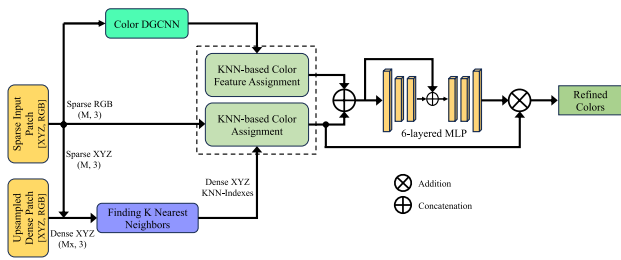 Color DGCNN
KNN-based Color
Feature Assignment
KNN-based Color
Assignment
Sparse Input
Patch
[XYZ, RGB]
Sparse RGB
(M, 3)
Sparse XYZ
(M, 3)
6-layered MLP
Refined
Colors
Upsampled
Dense Patch
[XYZ, RGB]
Dense XYZ
(Mx, 3)
Finding K Nearest
Neighbors
Dense XYZ
KNN-Indexes
Addition
Concatenation